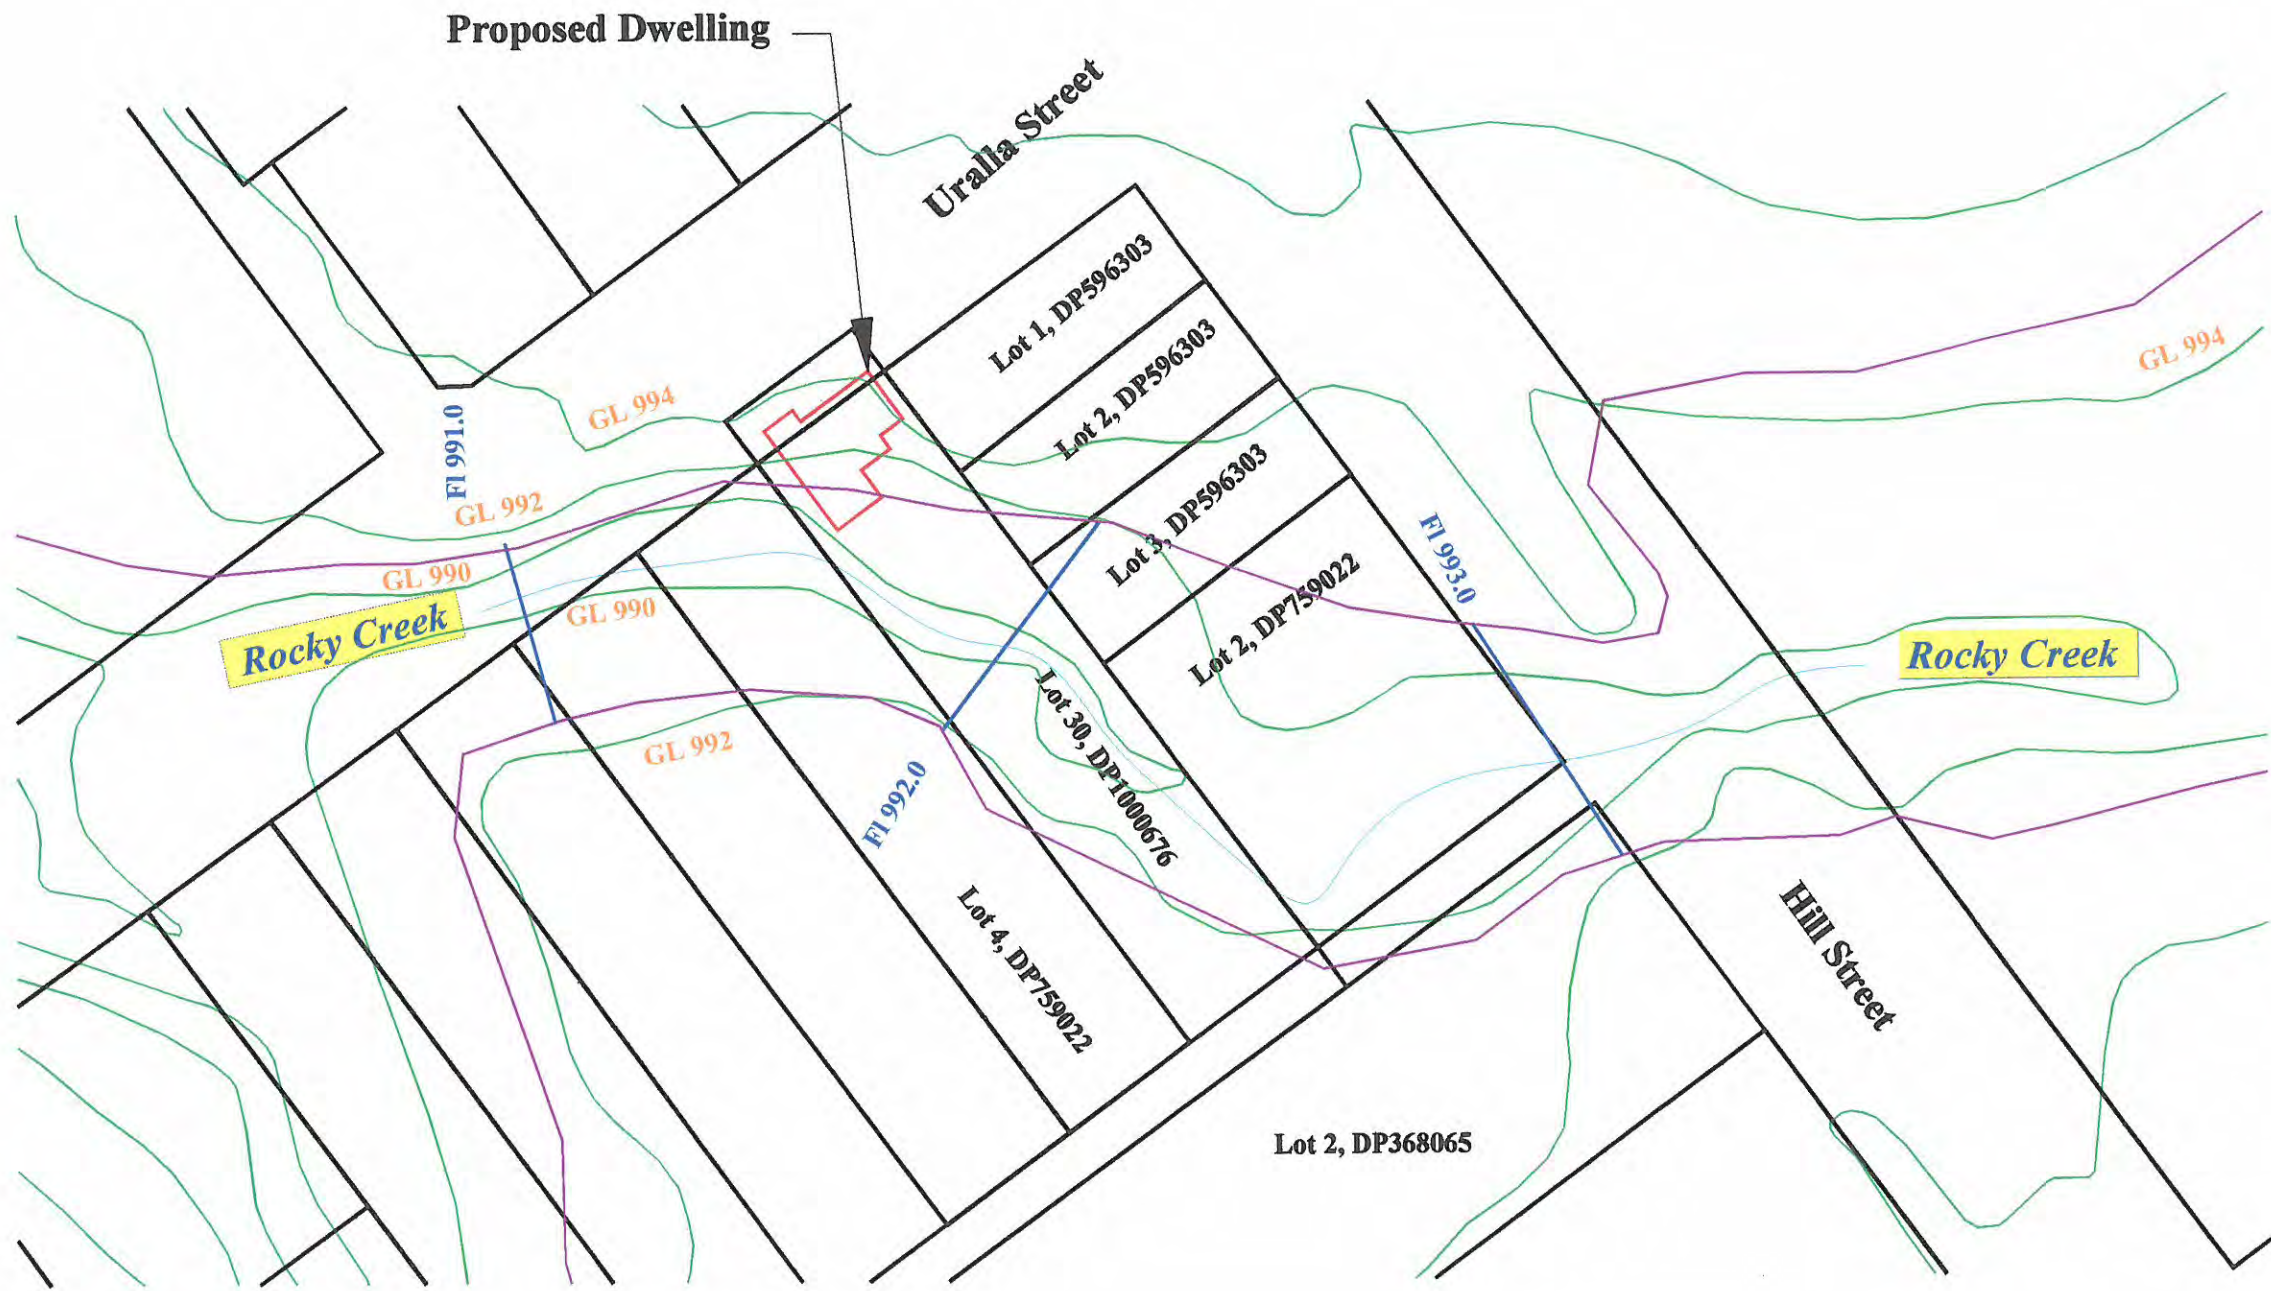 Proposed Dwelling
Uralla Street
Lot 1, DP596303
Lot 2, DP596303
GL 994
GL 994
Fl 991.0
Lot 3, DP596303
GL 992
Fl 993.0
GL 990
GL 990
Lot 2, DP759022
Rocky Creek
Rocky Creek
GL 992
Lot 30, DP1000676
Fl 992.0
Lot 4, DP759022
Hill Street
Lot 2, DP368065